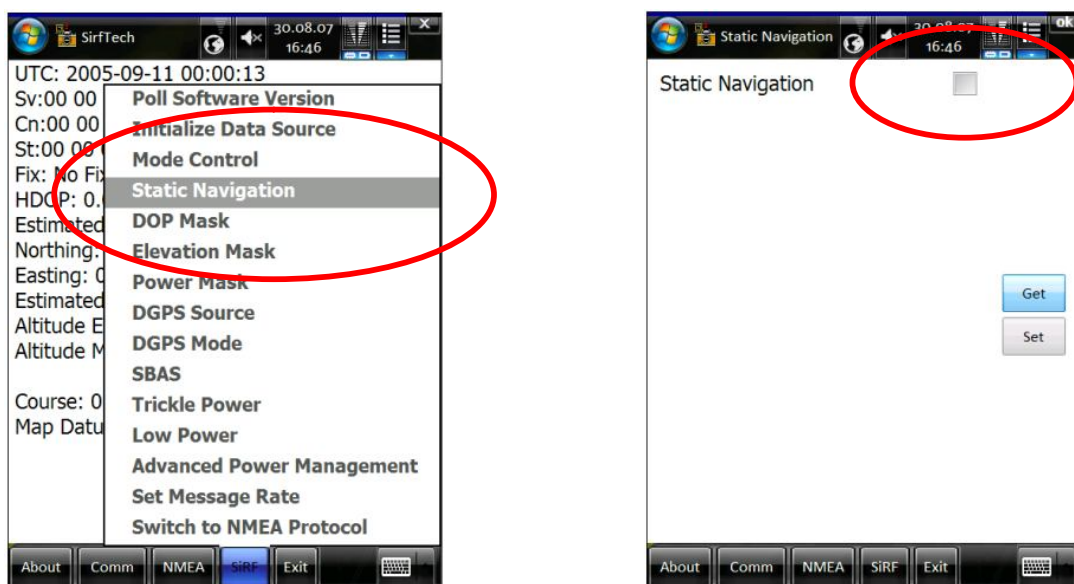 SirfTech
30.08.07
16:46
X
UTC: 2005-09-11 00:00:13
Sv:00 00
Cn:00 00
St:00 00
Fix: No Fix
HDOP: 0.
Estimated
Northing:
Easting: 0
Estimated
Altitude E
Altitude M
Course: 0
Map Datu
Poll Software Version
Initialize Data Source
Mode Control
Static Navigation
DOP Mask
Elevation Mask
Power Mask
DGPS Source
DGPS Mode
SBAS
Trickle Power
Low Power
Advanced Power Management
Set Message Rate
Switch to NMEA Protocol
About Comm NMEA SiRF Exit
Static Navigation
30.08.07
16:46
ok
Static Navigation
Get
Set
About Comm NMEA SiRF Exit